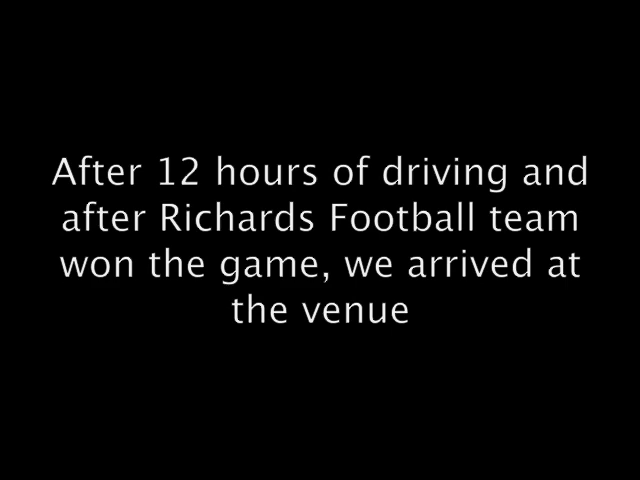 After 12 hours of driving and
after Richards Football team
won the game, we arrived at
the venue